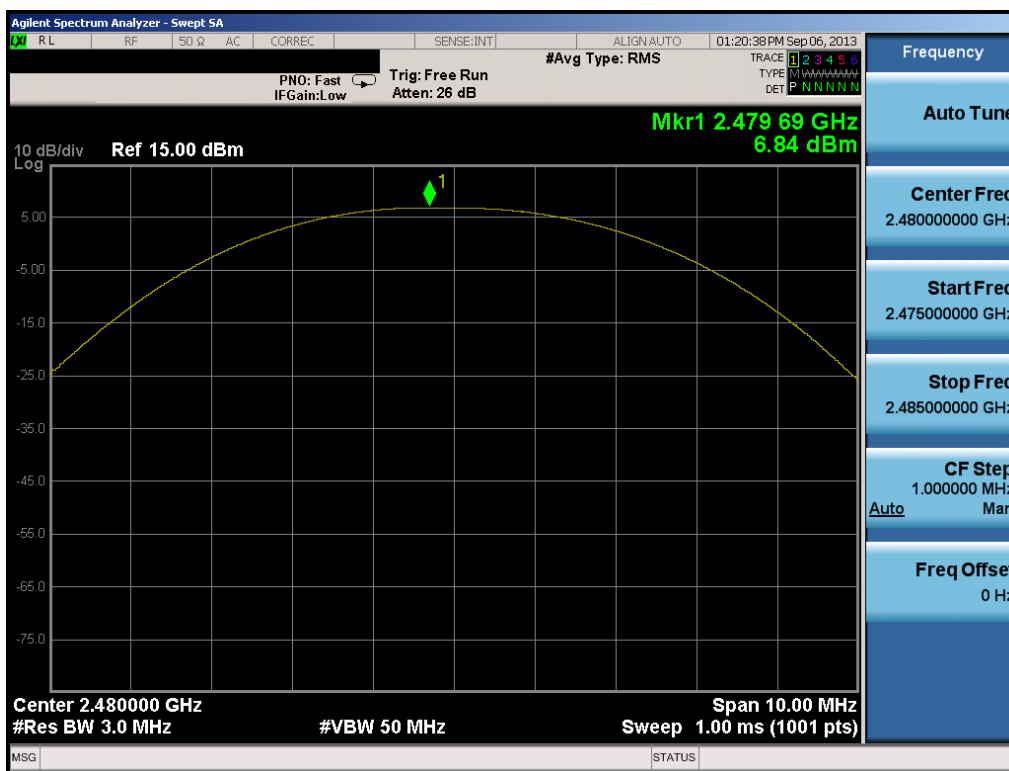 Agilent Spectrum Analyzer - Swept SA
LXI RL RF 50 Ω AC CORREC SENSE:INT ALIGN AUTO 01:20:38 PM Sep 06, 2013
#Avg Type: RMS TRACE 1 2 3 4 5 6
PNO: Fast Trig: Free Run TYPE M W W W W W
IFGain:Low Atten: 26 dB DET P N N N N N
Mkr1 2.479 69 GHz
6.84 dBm
10 dB/div Ref 15.00 dBm
Log
1
5.00
-5.00
-15.0
-25.0
-35.0
-45.0
-55.0
-65.0
-75.0
Center 2.480000 GHz Span 10.00 MHz
#Res BW 3.0 MHz #VBW 50 MHz Sweep 1.00 ms (1001 pts)
MSG STATUS
Frequency
Auto Tune
Center Freq
2.480000000 GHz
Start Freq
2.475000000 GHz
Stop Freq
2.485000000 GHz
CF Step
1.000000 MHz
Auto Man
Freq Offset
0 Hz